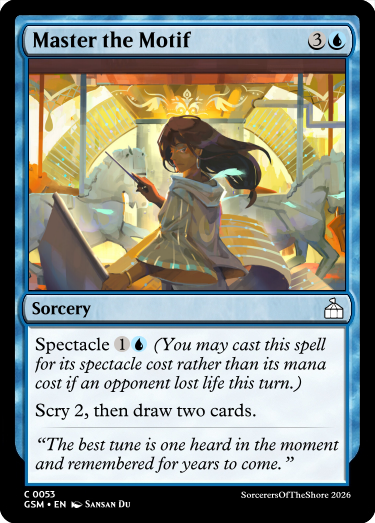 Master the Motif 3
Sorcery
Spectacle 1 (You may cast this spell
for its spectacle cost rather than its mana
cost if an opponent lost life this turn.)
Scry 2, then draw two cards.
“The best tune is one heard in the moment
and remembered for years to come.”
C 0053
GSM • EN Sansan Du
SorcerersOfTheShore 2026